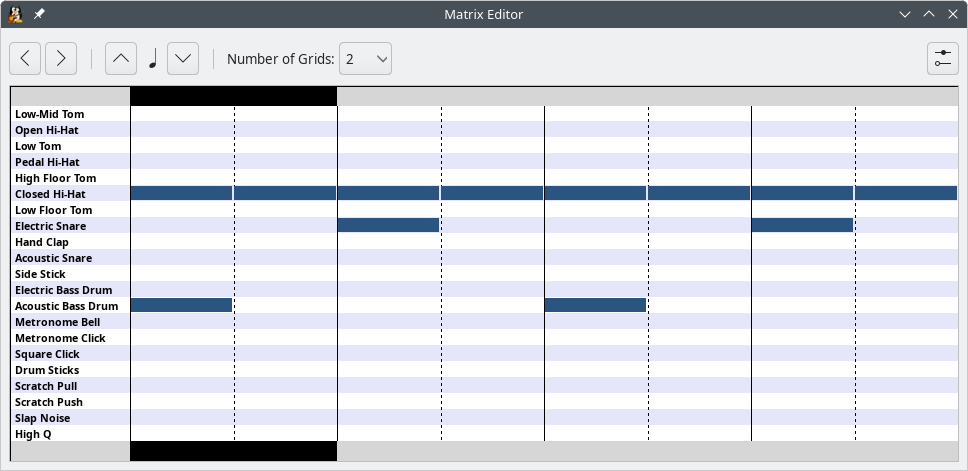 Matrix Editor
Number of Grids: 2
Low-Mid Tom
Open Hi-Hat
Low Tom
Pedal Hi-Hat
High Floor Tom
Closed Hi-Hat
Low Floor Tom
Electric Snare
Hand Clap
Acoustic Snare
Side Stick
Electric Bass Drum
Acoustic Bass Drum
Metronome Bell
Metronome Click
Square Click
Drum Sticks
Scratch Pull
Scratch Push
Slap Noise
High Q